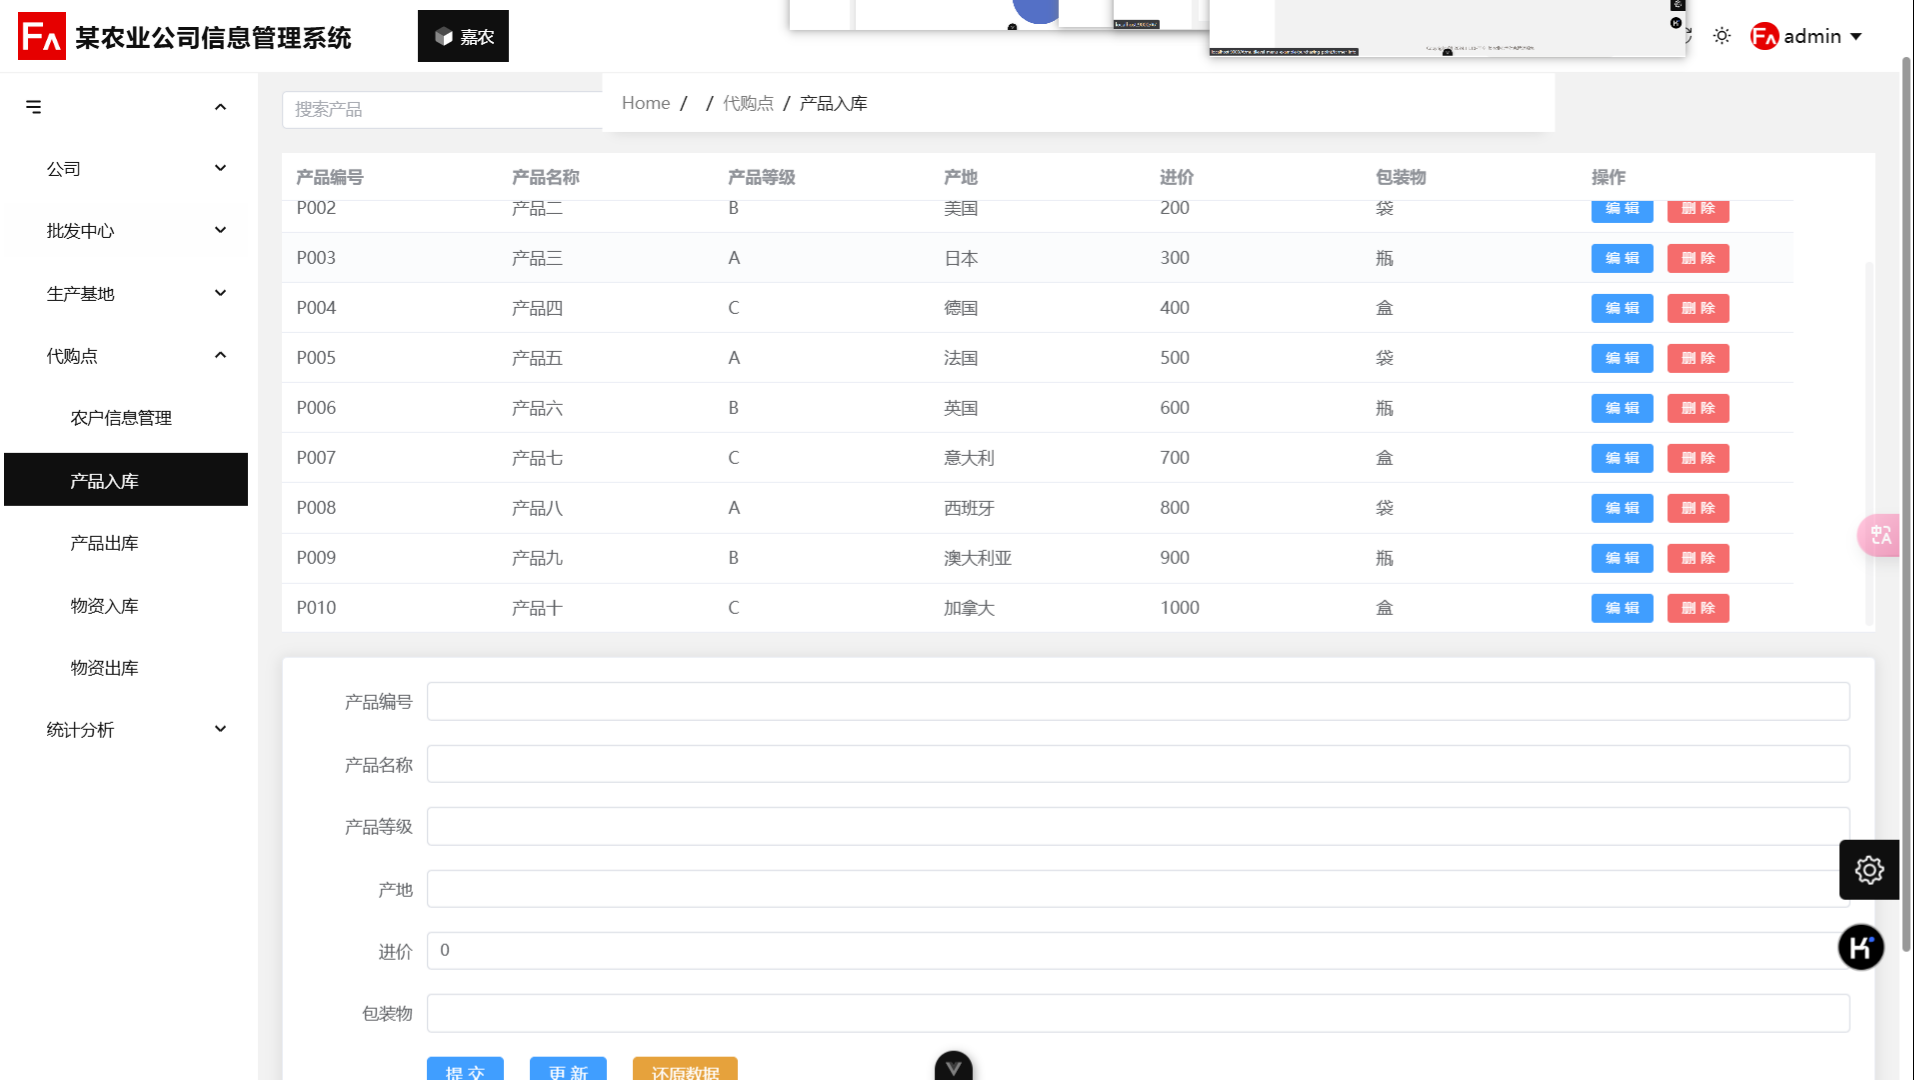 FΛ 某农业公司信息管理系统 嘉农 FΛ admin
搜索产品
Home / / 代购点 / 产品入库
公司
批发中心
生产基地
代购点
农户信息管理
产品入库
产品出库
物资入库
物资出库
统计分析
产品编号 产品名称 产品等级 产地 进价 包装物 操作
P002 产品二 B 美国 200 袋 编 辑 删 除
P003 产品三 A 日本 300 瓶 编 辑 删 除
P004 产品四 C 德国 400 盒 编 辑 删 除
P005 产品五 A 法国 500 袋 编 辑 删 除
P006 产品六 B 英国 600 瓶 编 辑 删 除
P007 产品七 C 意大利 700 盒 编 辑 删 除
P008 产品八 A 西班牙 800 袋 编 辑 删 除
P009 产品九 B 澳大利亚 900 瓶 编 辑 删 除
P010 产品十 C 加拿大 1000 盒 编 辑 删 除
中A
产品编号
产品名称
产品等级
产地
进价 0
包装物
提 交 更 新 还原数据